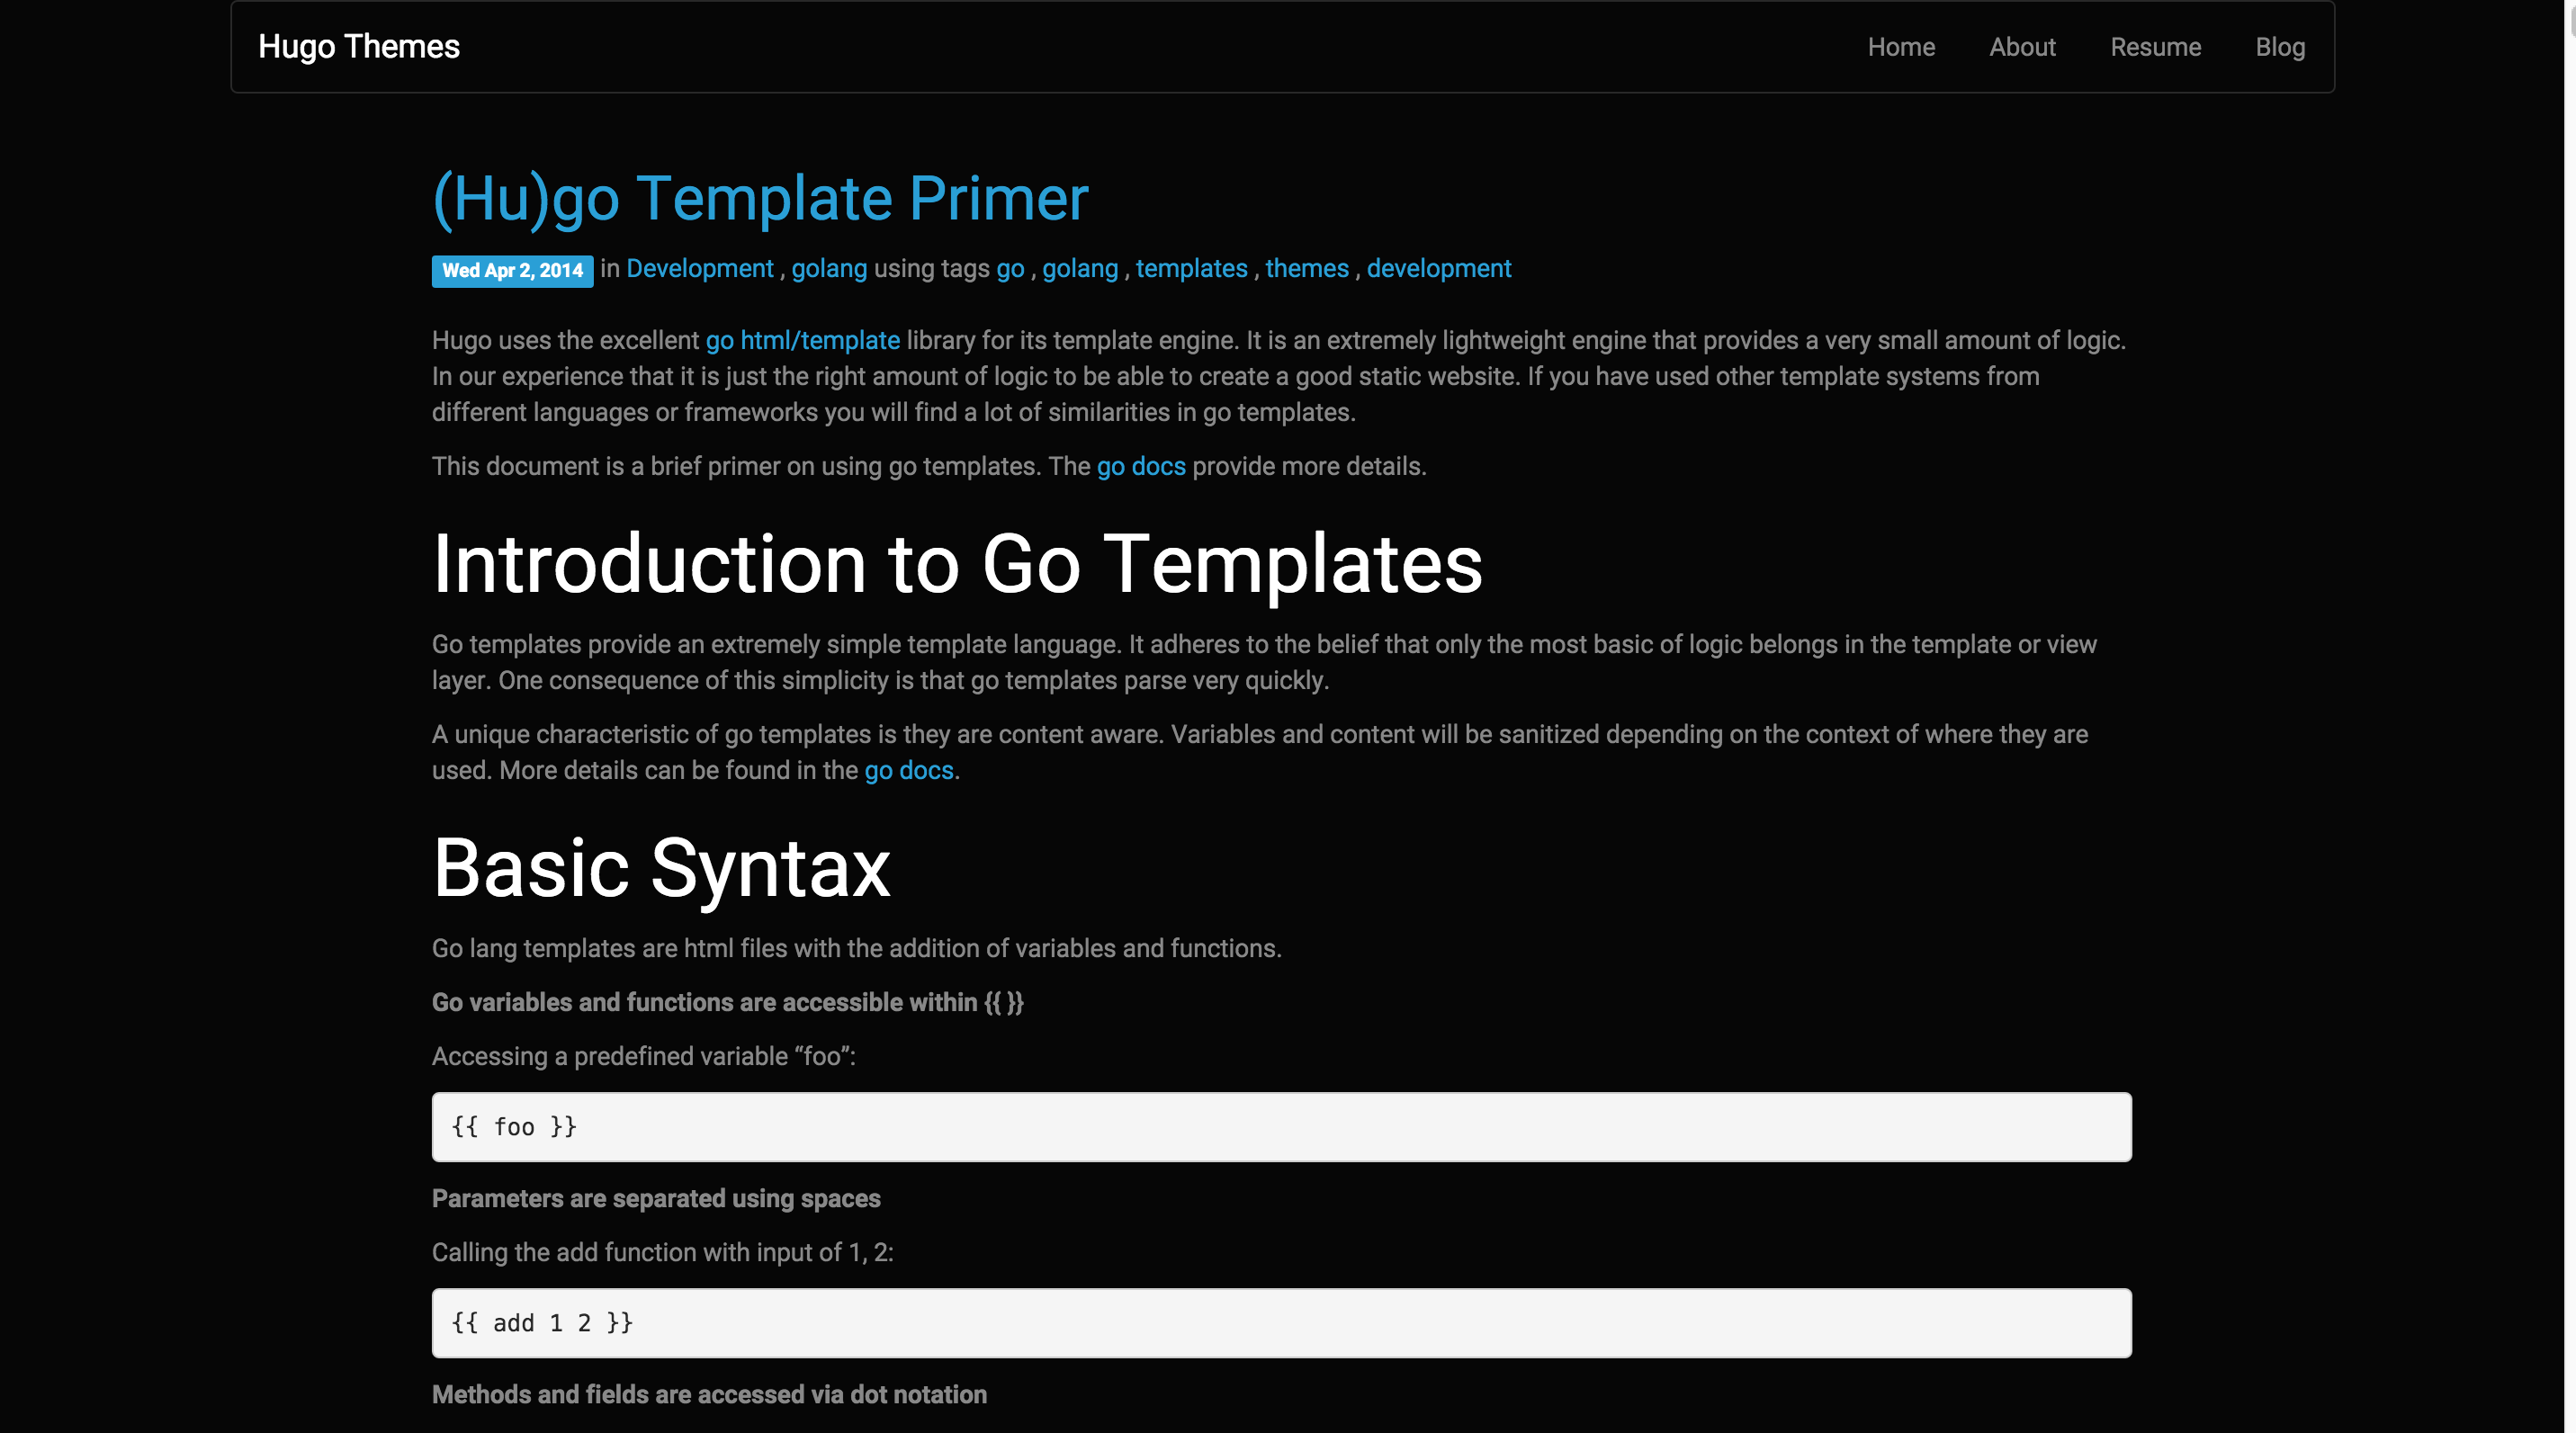 Hugo Themes
Home About Resume Blog
(Hu)go Template Primer
Wed Apr 2, 2014 in Development , golang using tags go , golang , templates , themes , development
Hugo uses the excellent go html/template library for its template engine. It is an extremely lightweight engine that provides a very small amount of logic.
In our experience that it is just the right amount of logic to be able to create a good static website. If you have used other template systems from
different languages or frameworks you will find a lot of similarities in go templates.
This document is a brief primer on using go templates. The go docs provide more details.
Introduction to Go Templates
Go templates provide an extremely simple template language. It adheres to the belief that only the most basic of logic belongs in the template or view
layer. One consequence of this simplicity is that go templates parse very quickly.
A unique characteristic of go templates is they are content aware. Variables and content will be sanitized depending on the context of where they are
used. More details can be found in the go docs.
Basic Syntax
Go lang templates are html files with the addition of variables and functions.
Go variables and functions are accessible within {{ }}
Accessing a predefined variable “foo”:
{{ foo }}
Parameters are separated using spaces
Calling the add function with input of 1, 2:
{{ add 1 2 }}
Methods and fields are accessed via dot notation